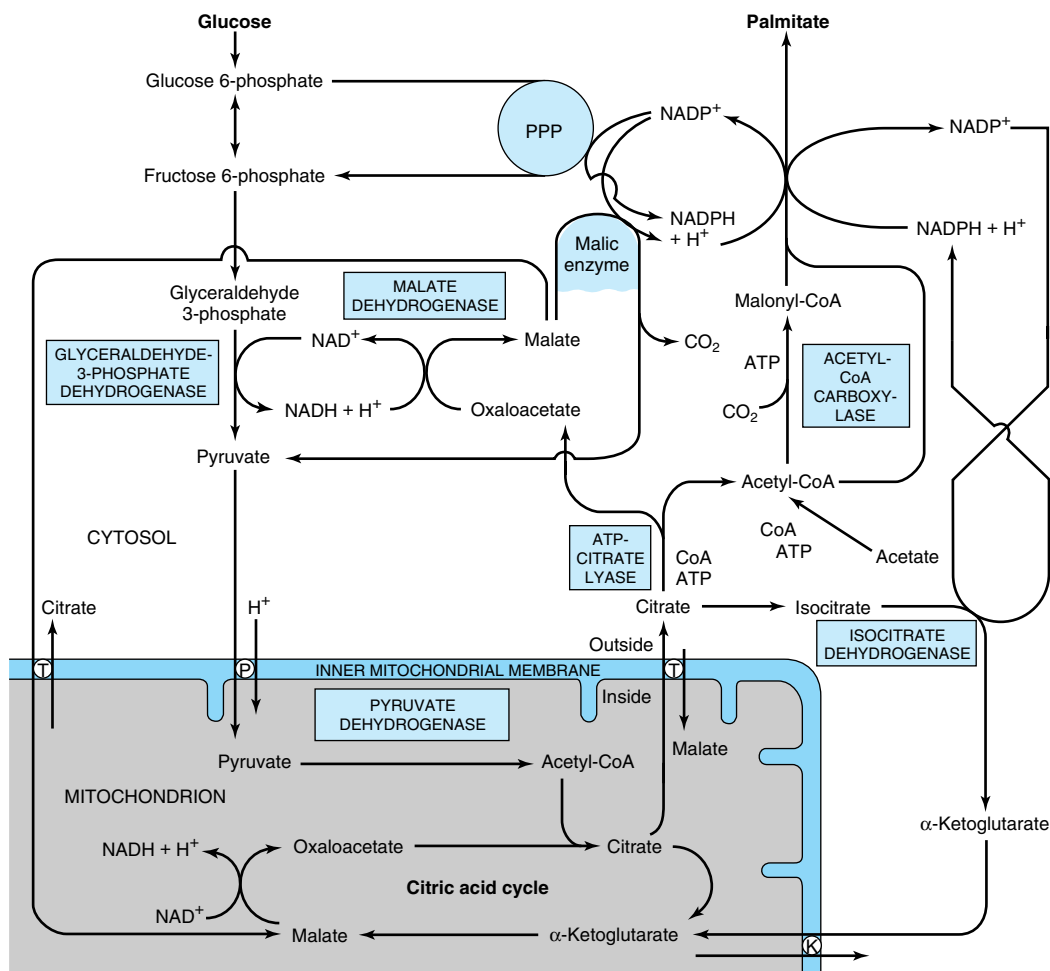 Glucose
Palmitate
Glucose 6-phosphate
PPP
NADP+
NADP+
Fructose 6-phosphate
NADPH
+ H+
NADPH + H+
Malic
enzyme
Glyceraldehyde
3-phosphate
MALATE
DEHYDROGENASE
Malonyl-CoA
GLYCERALDEHYDE-
3-PHOSPHATE
DEHYDROGENASE
NAD+
Malate
CO2
ATP
ACETYL-
CoA
CARBOXY-
LASE
NADH + H+
Oxaloacetate
CO2
Pyruvate
Acetyl-CoA
CYTOSOL
ATP-
CITRATE
LYASE
CoA
ATP
CoA
ATP
Acetate
Citrate
H+
Citrate
Isocitrate
Outside
ISOCITRATE
DEHYDROGENASE
T
P
INNER MITOCHONDRIAL MEMBRANE
T
Inside
PYRUVATE
DEHYDROGENASE
Malate
Pyruvate
Acetyl-CoA
MITOCHONDRION
α-Ketoglutarate
NADH + H+
Oxaloacetate
Citrate
Citric acid cycle
NAD+
Malate
α-Ketoglutarate
K